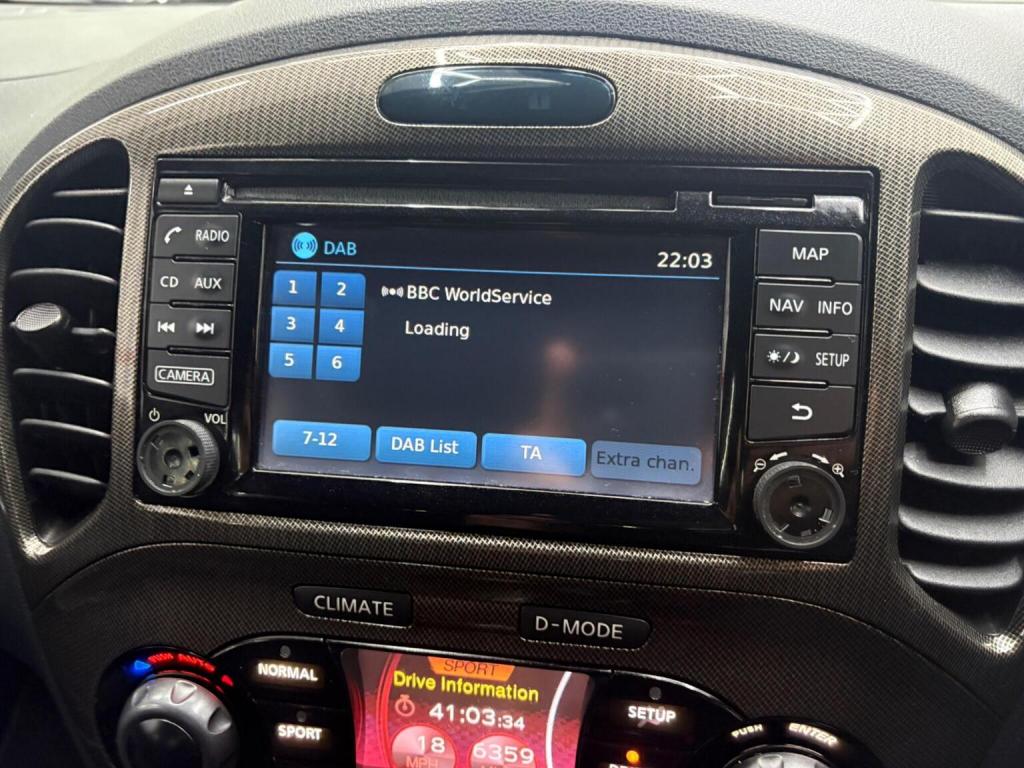 RADIO
CD AUX
CAMERA
VOL
DAB
22:03
1 2
3 4
5 6
BBC WorldService
Loading
7-12 DAB List TA Extra chan.
MAP
NAV INFO
SETUP
CLIMATE
D-MODE
NORMAL
SPORT
SPORT
Drive Information
41:03:34
18
MPH
6359
SETUP
PUSH ENTER